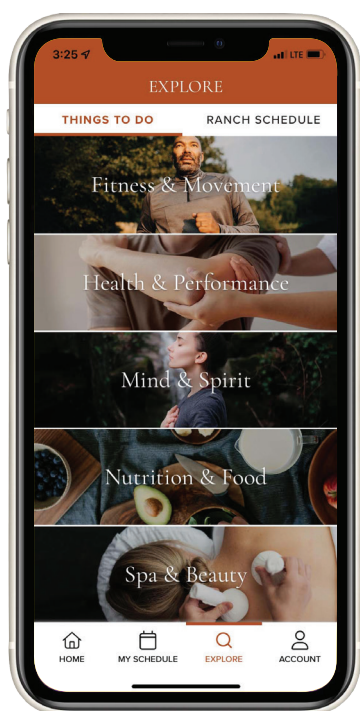 3:25
LTE
EXPLORE
THINGS TO DO
RANCH SCHEDULE
Fitness & Movement
Health & Performance
Mind & Spirit
Nutrition & Food
Spa & Beauty
HOME
MY SCHEDULE
EXPLORE
ACCOUNT